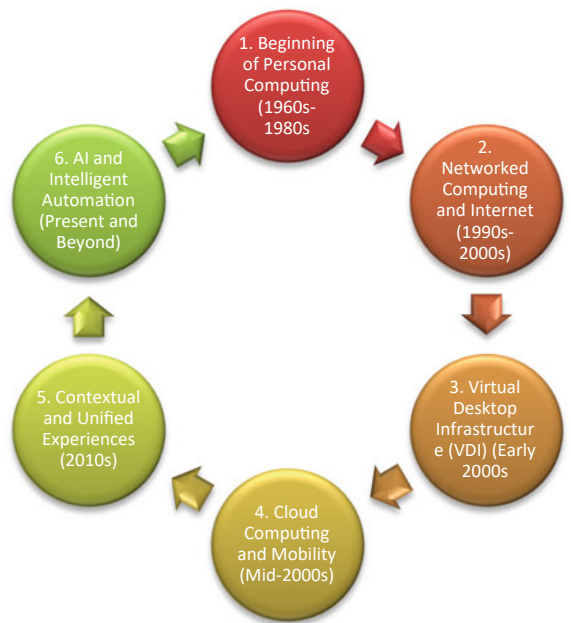 1. Beginning
of Personal
Computing
(1960s-
1980s
2.
Networked
Computing
and Internet
(1990s-
2000s)
3. Virtual
Desktop
Infrastructur
e (VDI) (Early
2000s
4. Cloud
Computing
and Mobility
(Mid-2000s)
5. Contextual
and Unified
Experiences
(2010s)
6. AI and
Intelligent
Automation
(Present and
Beyond)